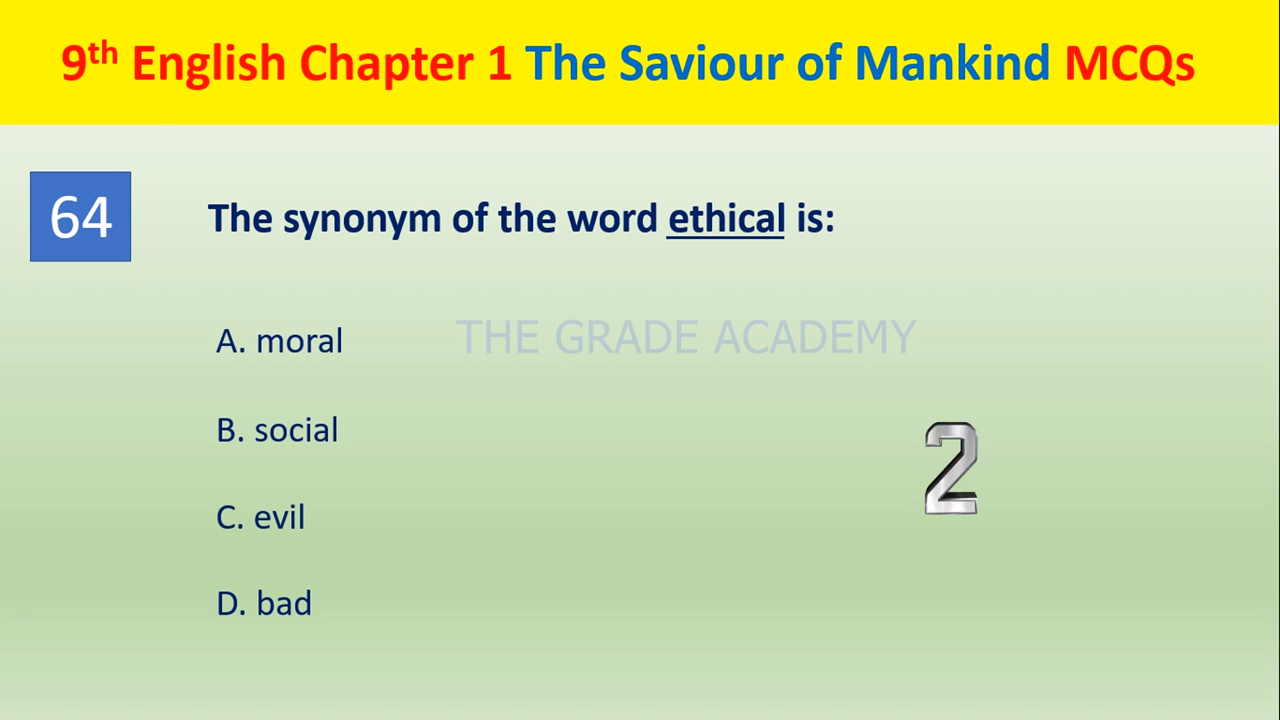 9th English Chapter 1 The Saviour of Mankind MCQs
64
The synonym of the word ethical is:
A. moral
THE GRADE ACADEMY
B. social
2
C. evil
D. bad